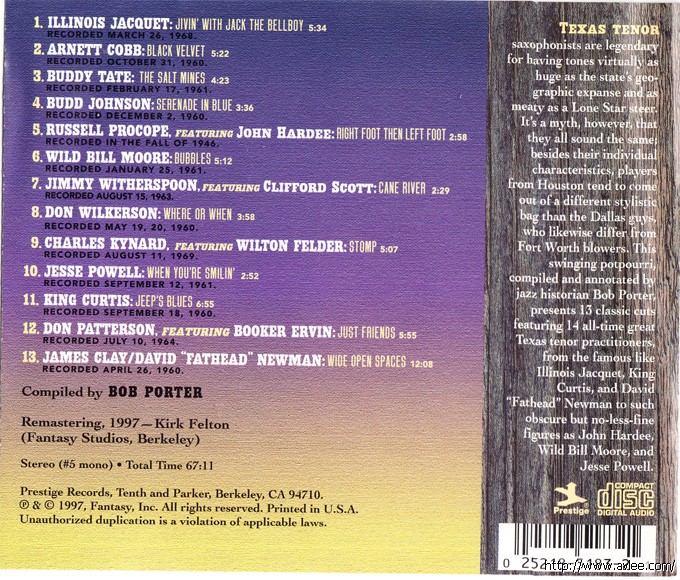 1. ILLINOIS JACQUET: JIVIN' WITH JACK THE BELLBOY 5:34
RECORDED MARCH 26, 1968.
2. ARNETT COBB: BLACK VELVET 5:22
RECORDED OCTOBER 31, 1960.
3. BUDDY TATE: THE SALT MINES 4:23
RECORDED FEBRUARY 17, 1961.
4. BUDD JOHNSON: SERENADE IN BLUE 3:36
RECORDED DECEMBER 2, 1960.
5. RUSSELL PROCOPE, FEATURING JOHN HARDEE: RIGHT FOOT THEN LEFT FOOT 2:58
RECORDED IN THE FALL OF 1946.
6. WILD BILL MOORE: BUBBLES 5:12
RECORDED JANUARY 25, 1961.
7. JIMMY WITHERSPOON, FEATURING CLIFFORD SCOTT: CANE RIVER 2:29
RECORDED AUGUST 15, 1963.
8. DON WILKERSON: WHERE OR WHEN 3:58
RECORDED MAY 19, 20, 1960.
9. CHARLES KYNARD, FEATURING WILTON FELDER: STOMP 5:07
RECORDED AUGUST 11, 1969.
10. JESSE POWELL: WHEN YOU'RE SMILIN' 2:52
RECORDED SEPTEMBER 12, 1961.
11. KING CURTIS: JEEP'S BLUES 6:55
RECORDED SEPTEMBER 18, 1960.
12. DON PATTERSON, FEATURING BOOKER ERVIN: JUST FRIENDS 5:55
RECORDED JULY 10, 1964.
13. JAMES CLAY/DAVID "FATHEAD" NEWMAN: WIDE OPEN SPACES 12:08
RECORDED APRIL 26, 1960.
Compiled by BOB PORTER
Remastering, 1997—Kirk Felton
(Fantasy Studios, Berkeley)
Stereo (#5 mono) • Total Time 67:11
Prestige Records, Tenth and Parker, Berkeley, CA 94710.
℗ & © 1997, Fantasy, Inc. All rights reserved. Printed in U.S.A.
Unauthorized duplication is a violation of applicable laws.
TEXAS TENOR
saxophonists are legendary
for having tones virtually as
huge as the state's geo-
graphic expanse and as
meaty as a Lone Star steer.
It's a myth, however, that
they all sound the same;
besides their individual
characteristics, players
from Houston tend to come
out of a different stylistic
bag than the Dallas guys,
who likewise differ from
Fort Worth blowers. This
swinging potpourri,
compiled and annotated by
jazz historian Bob Porter,
presents 13 classic cuts
featuring 14 all-time great
Texas tenor practitioners,
from the famous like
Illinois Jacquet, King
Curtis, and David
"Fathead" Newman to such
obscure but no-less-fine
figures as John Hardee,
Wild Bill Moore, and
Jesse Powell.
Prestige
COMPACT
disc
DIGITAL AUDIO
0 25218